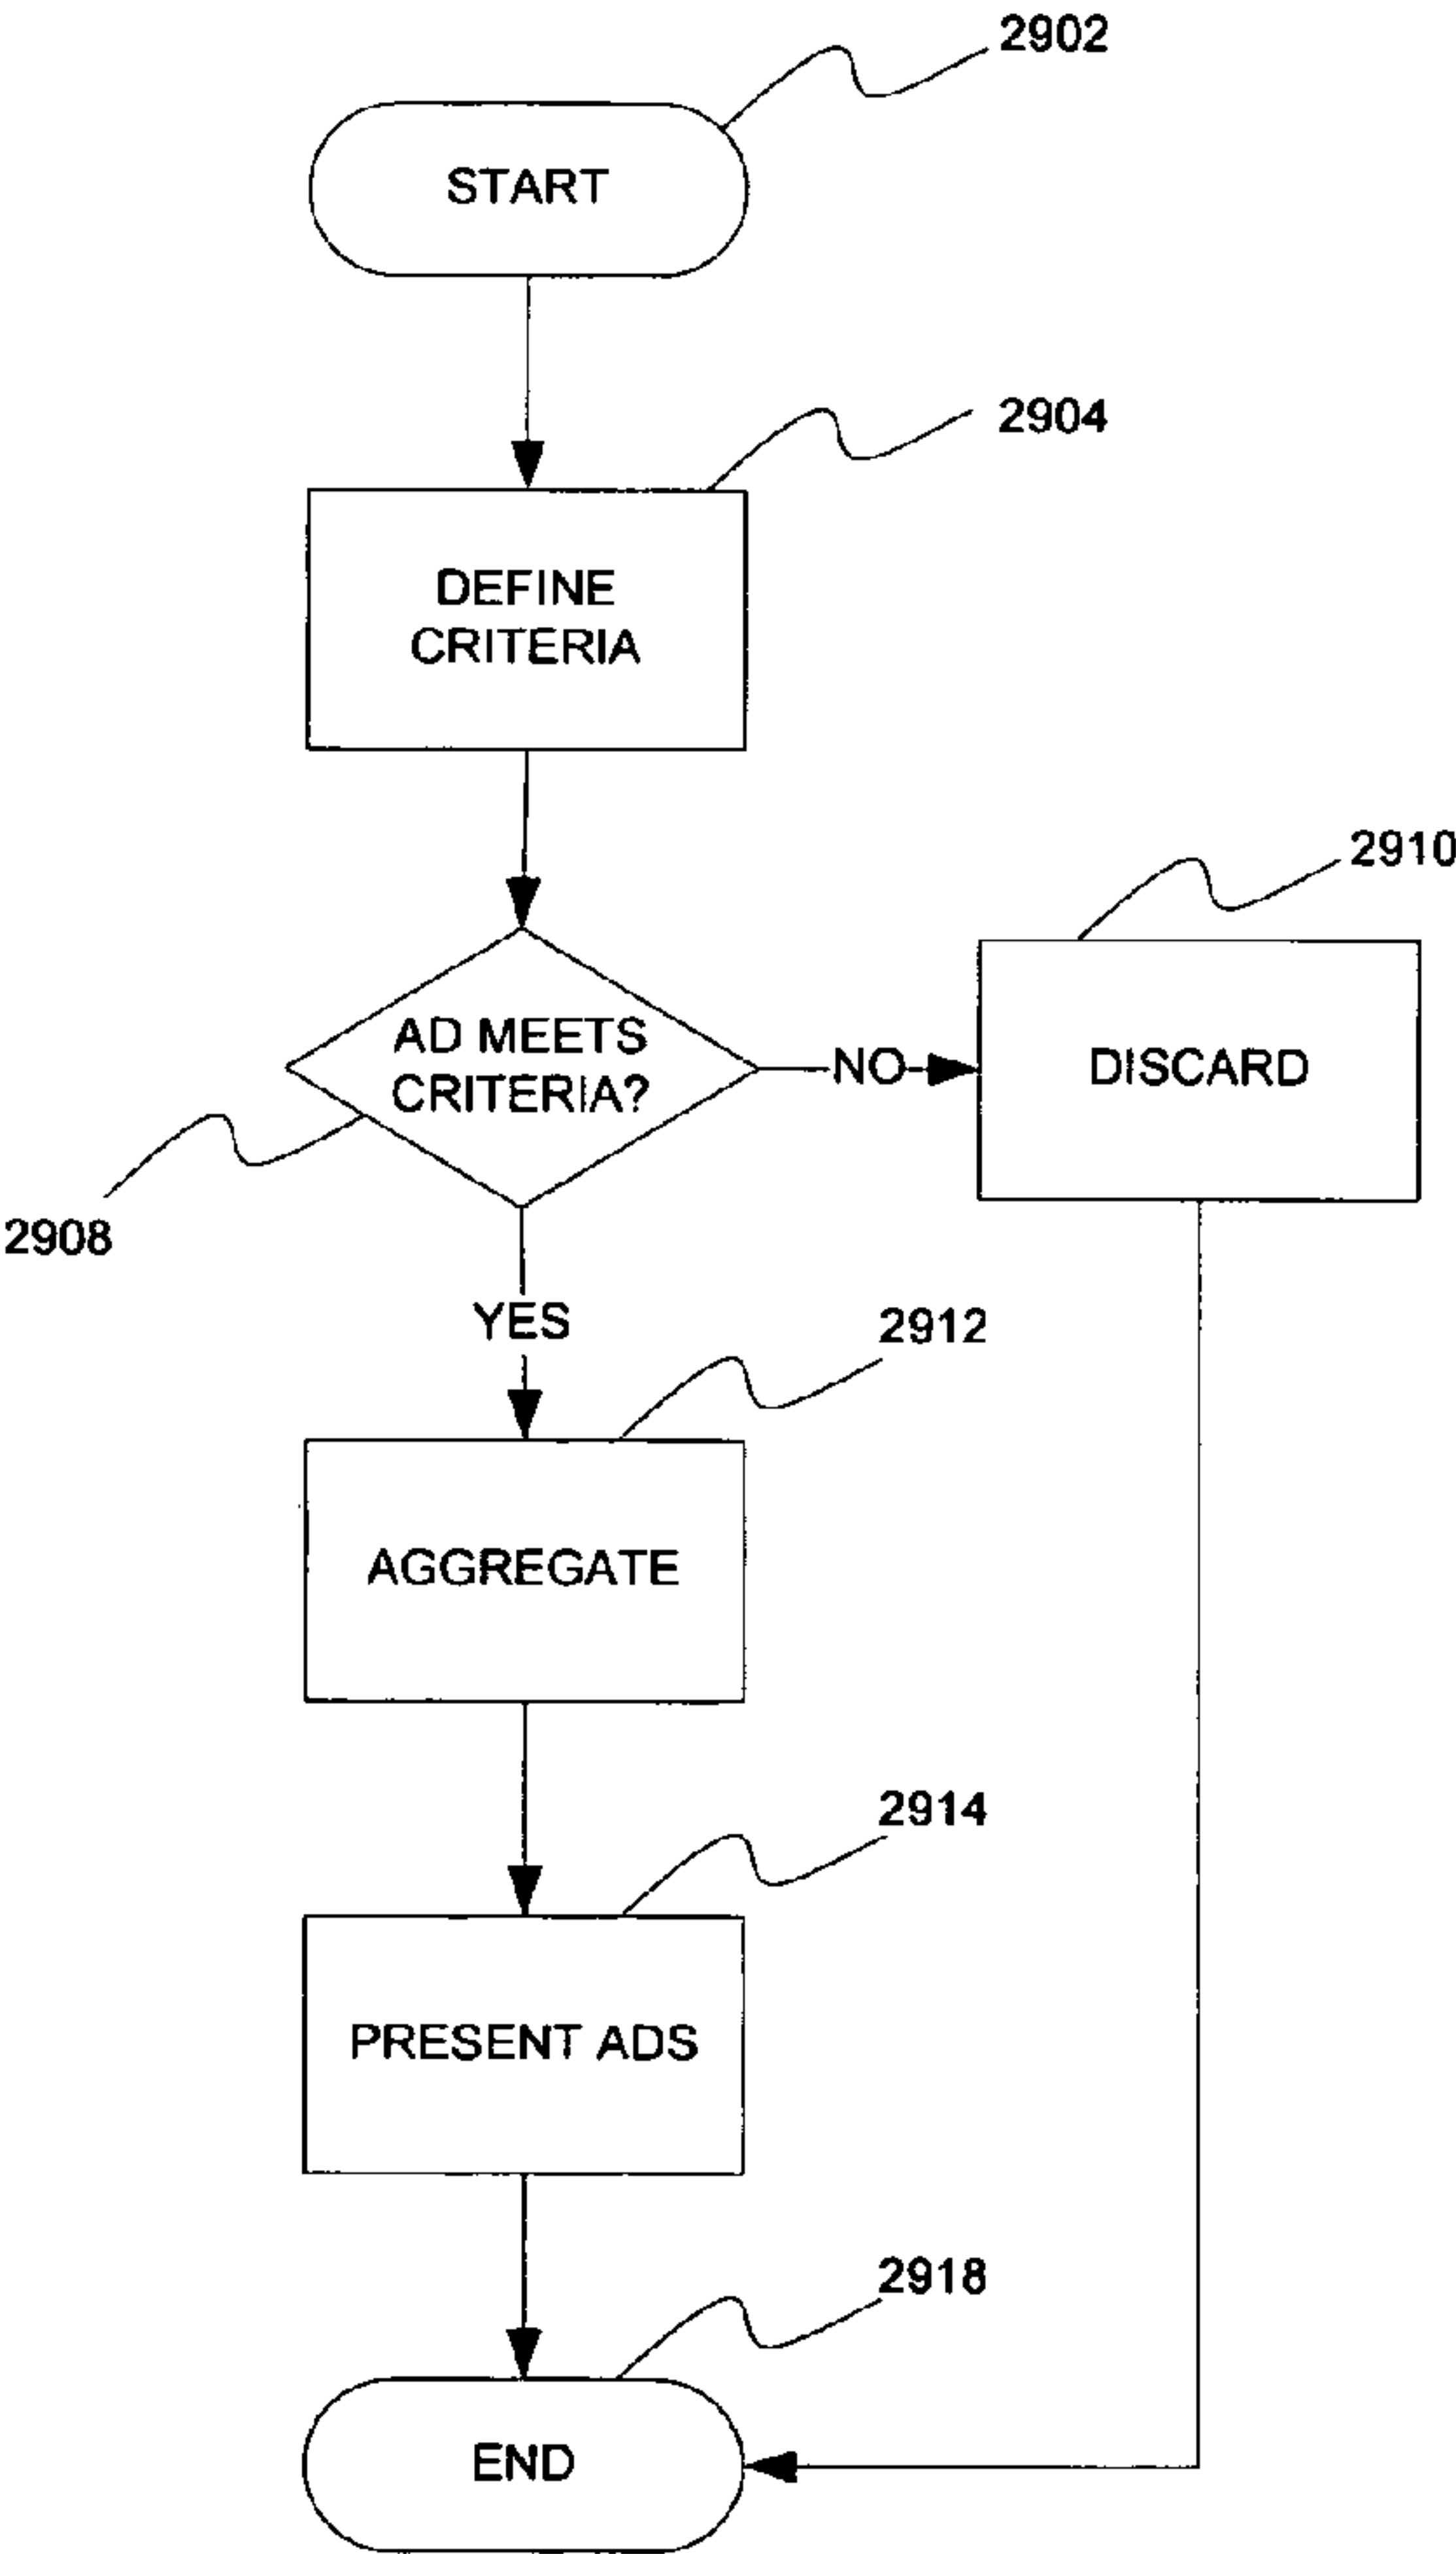 2902
START
2904
DEFINE
CRITERIA
2910
AD MEETS
CRITERIA?
NO
DISCARD
2908
YES
2912
AGGREGATE
2914
PRESENT ADS
2918
END